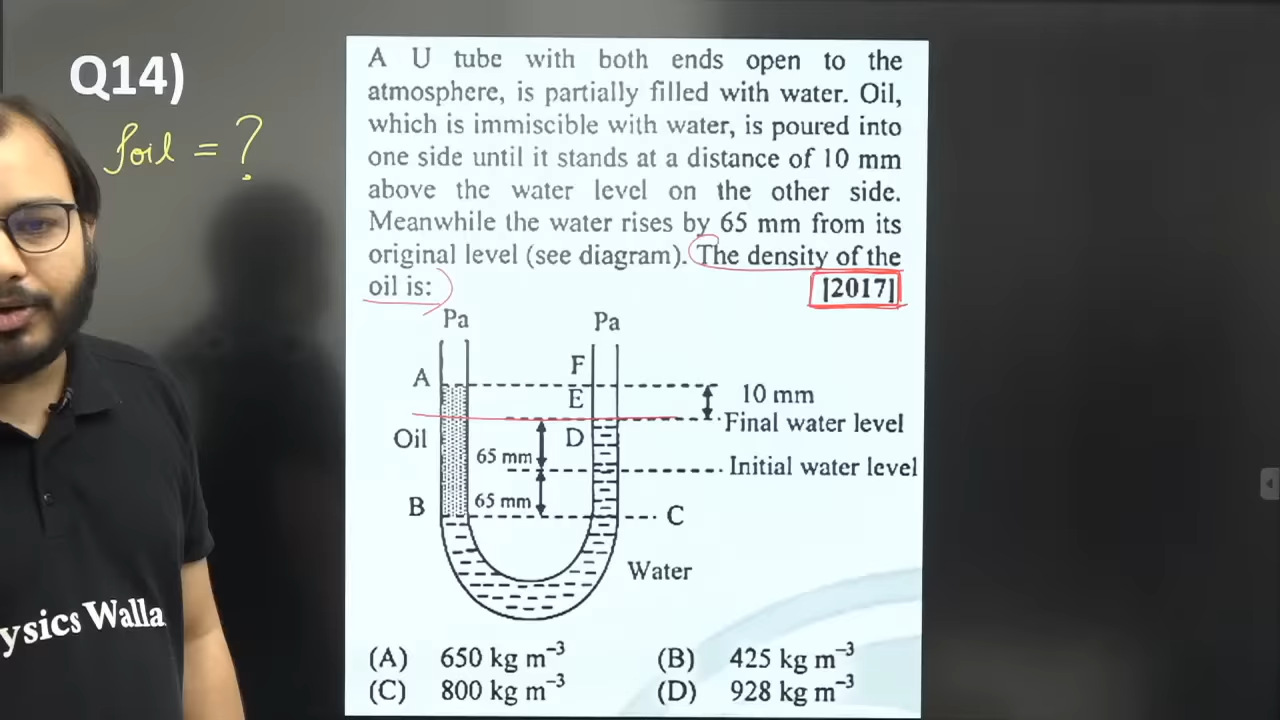 Q14)
ρoil = ?
A U tube with both ends open to the
atmosphere, is partially filled with water. Oil,
which is immiscible with water, is poured into
one side until it stands at a distance of 10 mm
above the water level on the other side.
Meanwhile the water rises by 65 mm from its
original level (see diagram). The density of the
oil is:
[2017]
Pa
Pa
F
A
E
10 mm
Final water level
Oil
D
65 mm
Initial water level
65 mm
B
C
Water
ysics Walla
(A) 650 kg m⁻³ (B) 425 kg m⁻³
(C) 800 kg m⁻³ (D) 928 kg m⁻³